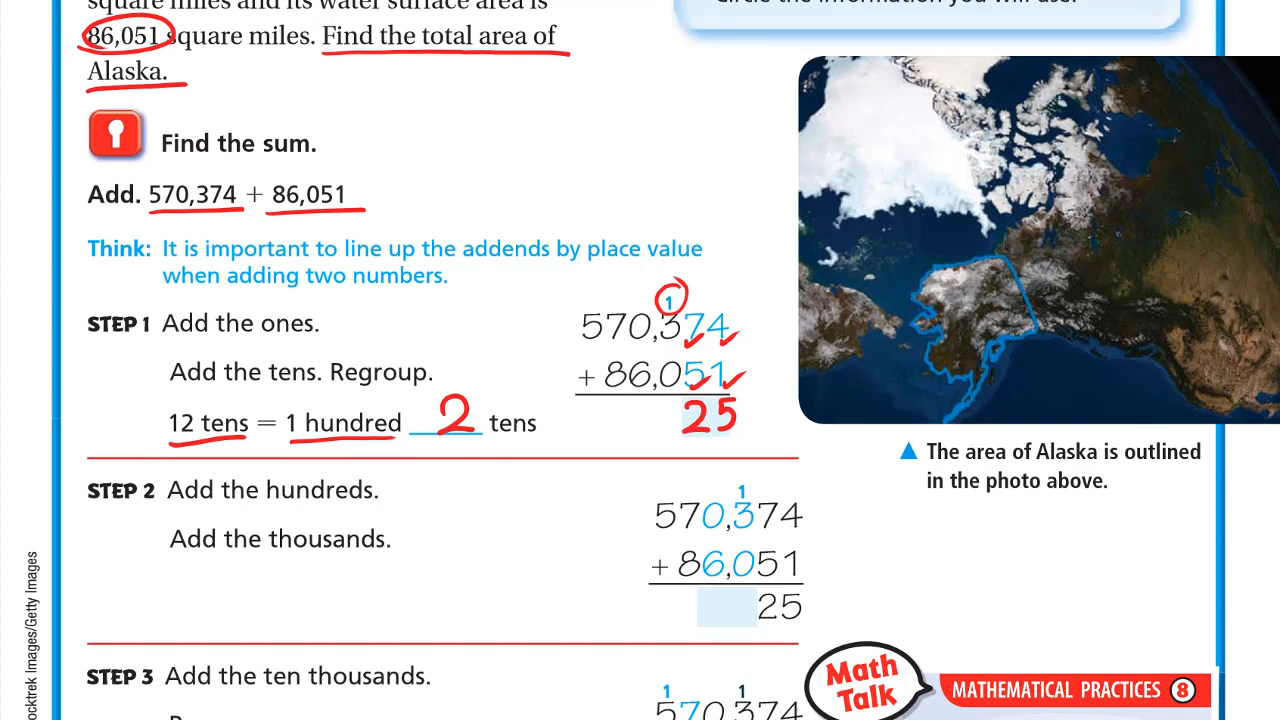 square miles and its water surface area is
86,051 square miles. Find the total area of
Alaska.
Circle the information you will use.
Find the sum.
Add. 570,374 + 86,051
Think: It is important to line up the addends by place value
when adding two numbers.
STEP 1 Add the ones.
Add the tens. Regroup.
12 tens = 1 hundred 2 tens
1
570,374
+ 86,051
25
The area of Alaska is outlined
in the photo above.
STEP 2 Add the hundreds.
Add the thousands.
1
570,374
+ 86,051
25
STEP 3 Add the ten thousands.
1 1
570,374
Math
Talk
MATHEMATICAL PRACTICES 8
ocktrek Images/Getty Images